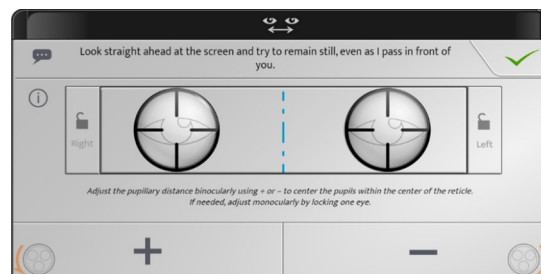 Look straight ahead at the screen and try to remain still, even as I pass in front of
you.
Right
Left
Adjust the pupillary distance binocularly using + or – to center the pupils within the center of the reticle.
If needed, adjust monocularly by locking one eye.
+ –